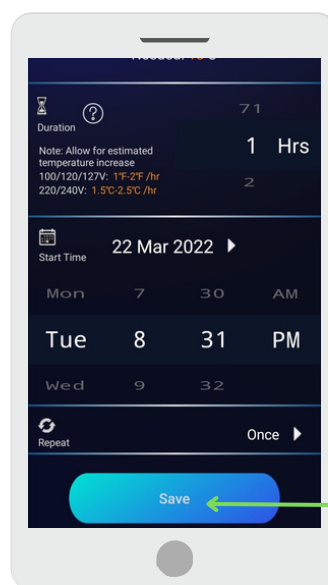 Duration
?
71
1 Hrs
2
Note: Allow for estimated
temperature increase
100/120/127V: 1°F-2°F /hr
220/240V: 1.5°C-2.5°C /hr
Start Time
22 Mar 2022
Mon 7 30 AM
Tue 8 31 PM
Wed 9 32
Repeat
Once
Save